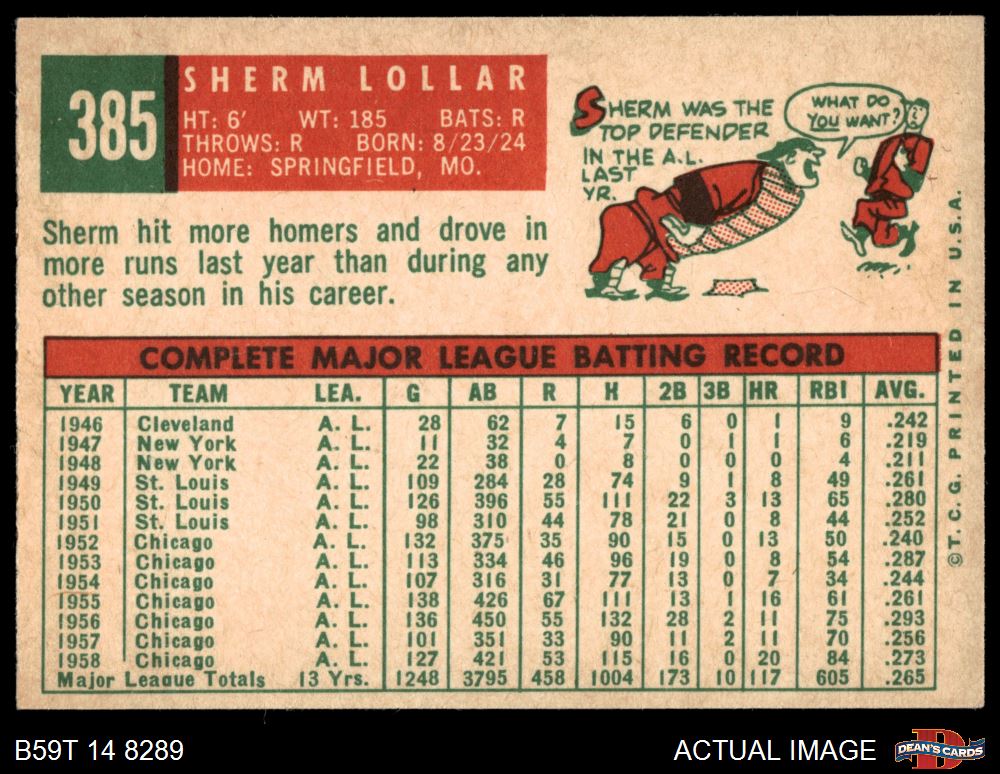 385
SHERM LOLLAR
HT: 6' WT: 185 BATS: R
THROWS: R BORN: 8/23/24
HOME: SPRINGFIELD, MO.
SHERM WAS THE
TOP DEFENDER
IN THE A.L.
LAST
YR.
WHAT DO
YOU WANT?
Sherm hit more homers and drove in
more runs last year than during any
other season in his career.
COMPLETE MAJOR LEAGUE BATTING RECORD
YEAR TEAM LEA. G AB R H 2B 3B HR RBI AVG.
1946 Cleveland A. L. 28 62 7 15 6 0 1 9 .242
1947 New York A. L. 11 32 4 7 0 1 1 6 .219
1948 New York A. L. 22 38 0 8 0 0 0 4 .211
1949 St. Louis A. L. 109 284 28 74 9 1 8 49 .261
1950 St. Louis A. L. 126 396 55 111 22 3 13 65 .280
1951 St. Louis A. L. 98 310 44 78 21 0 8 44 .252
1952 Chicago A. L. 132 375 35 90 15 0 13 50 .240
1953 Chicago A. L. 113 334 46 96 19 0 8 54 .287
1954 Chicago A. L. 107 316 31 77 13 0 7 34 .244
1955 Chicago A. L. 138 426 67 111 13 1 16 61 .261
1956 Chicago A. L. 136 450 55 132 28 2 11 75 .293
1957 Chicago A. L. 101 351 33 90 11 2 11 70 .256
1958 Chicago A. L. 127 421 53 115 16 0 20 84 .273
Major League Totals 13 Yrs. 1248 3795 458 1004 173 10 117 605 .265
©T. C. G. PRINTED IN U.S.A.
B59T 14 8289
ACTUAL IMAGE
D
DEAN'S CARDS